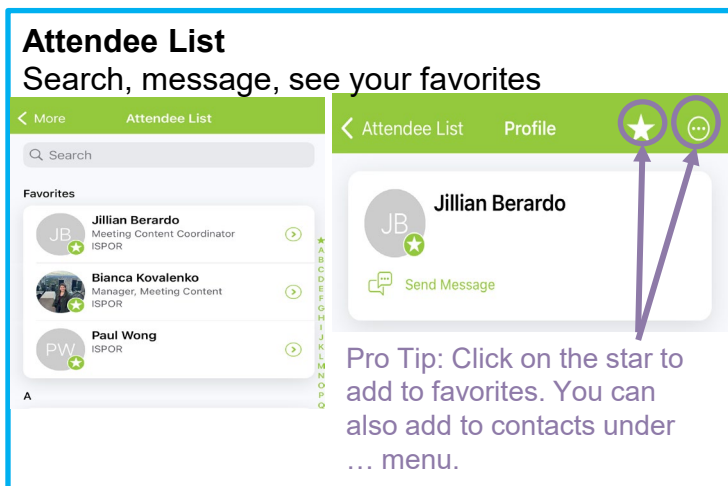 Attendee List
Search, message, see your favorites
More
Attendee List
Search
Favorites
JB
Jillian Berardo
Meeting Content Coordinator
ISPOR
Bianca Kovalenko
Manager, Meeting Content
ISPOR
PW
Paul Wong
ISPOR
A
A
B
C
D
E
F
G
H
I
J
K
L
M
N
O
P
Q
Attendee List
Profile
JB
Jillian Berardo
Send Message
Pro Tip: Click on the star to
add to favorites. You can
also add to contacts under
… menu.